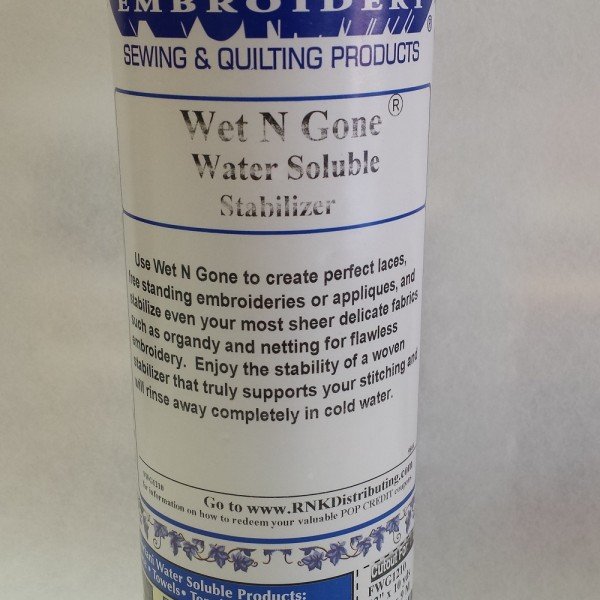 EMBROIDERY
®
SEWING & QUILTING PRODUCTS
Wet N Gone ®
Water Soluble
Stabilizer
Use Wet N Gone to create perfect laces,
free standing embroideries or appliques, and
stabilize even your most sheer delicate fabrics
such as organdy and netting for flawless
embroidery. Enjoy the stability of a woven
stabilizer that truly supports your stitching and
will rinse away completely in cold water.
Go to www.RNKDistributing.com
for information on how to redeem your valuable POP CREDIT coupons
Water Soluble Products:
Towels•
FWG1210